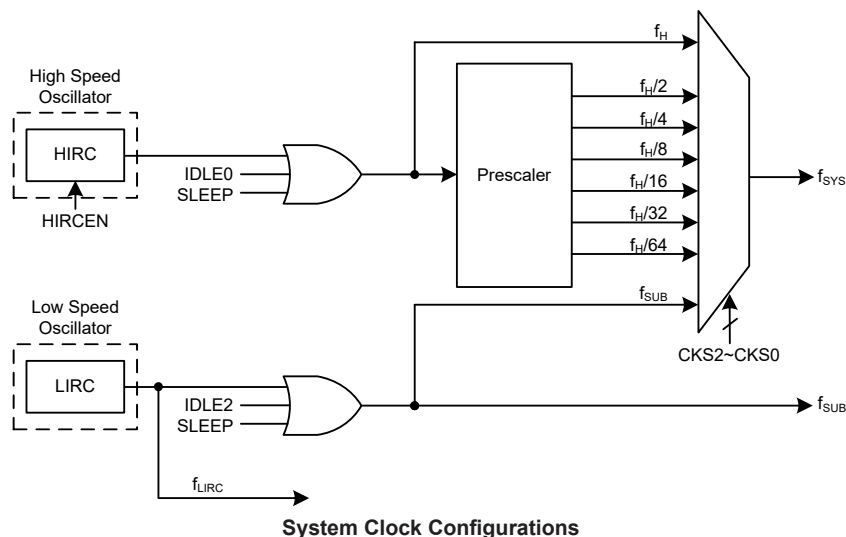 High Speed
Oscillator
HIRC
HIRCEN
IDLE0
SLEEP
Prescaler
fH
fH/2
fH/4
fH/8
fH/16
fH/32
fH/64
fSUB
fSYS
CKS2~CKS0
Low Speed
Oscillator
LIRC
IDLE2
SLEEP
fSUB
fLIRC
System Clock Configurations